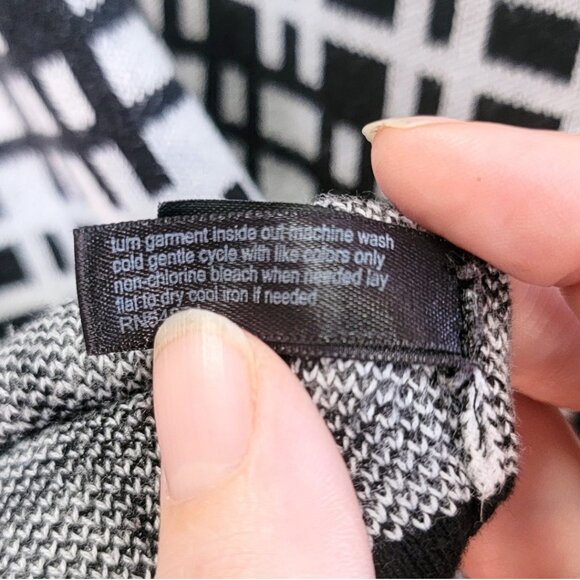 turn garment inside out machine wash
cold gentle cycle with like colors only
non-chlorine bleach when needed lay
flat to dry cool iron if needed